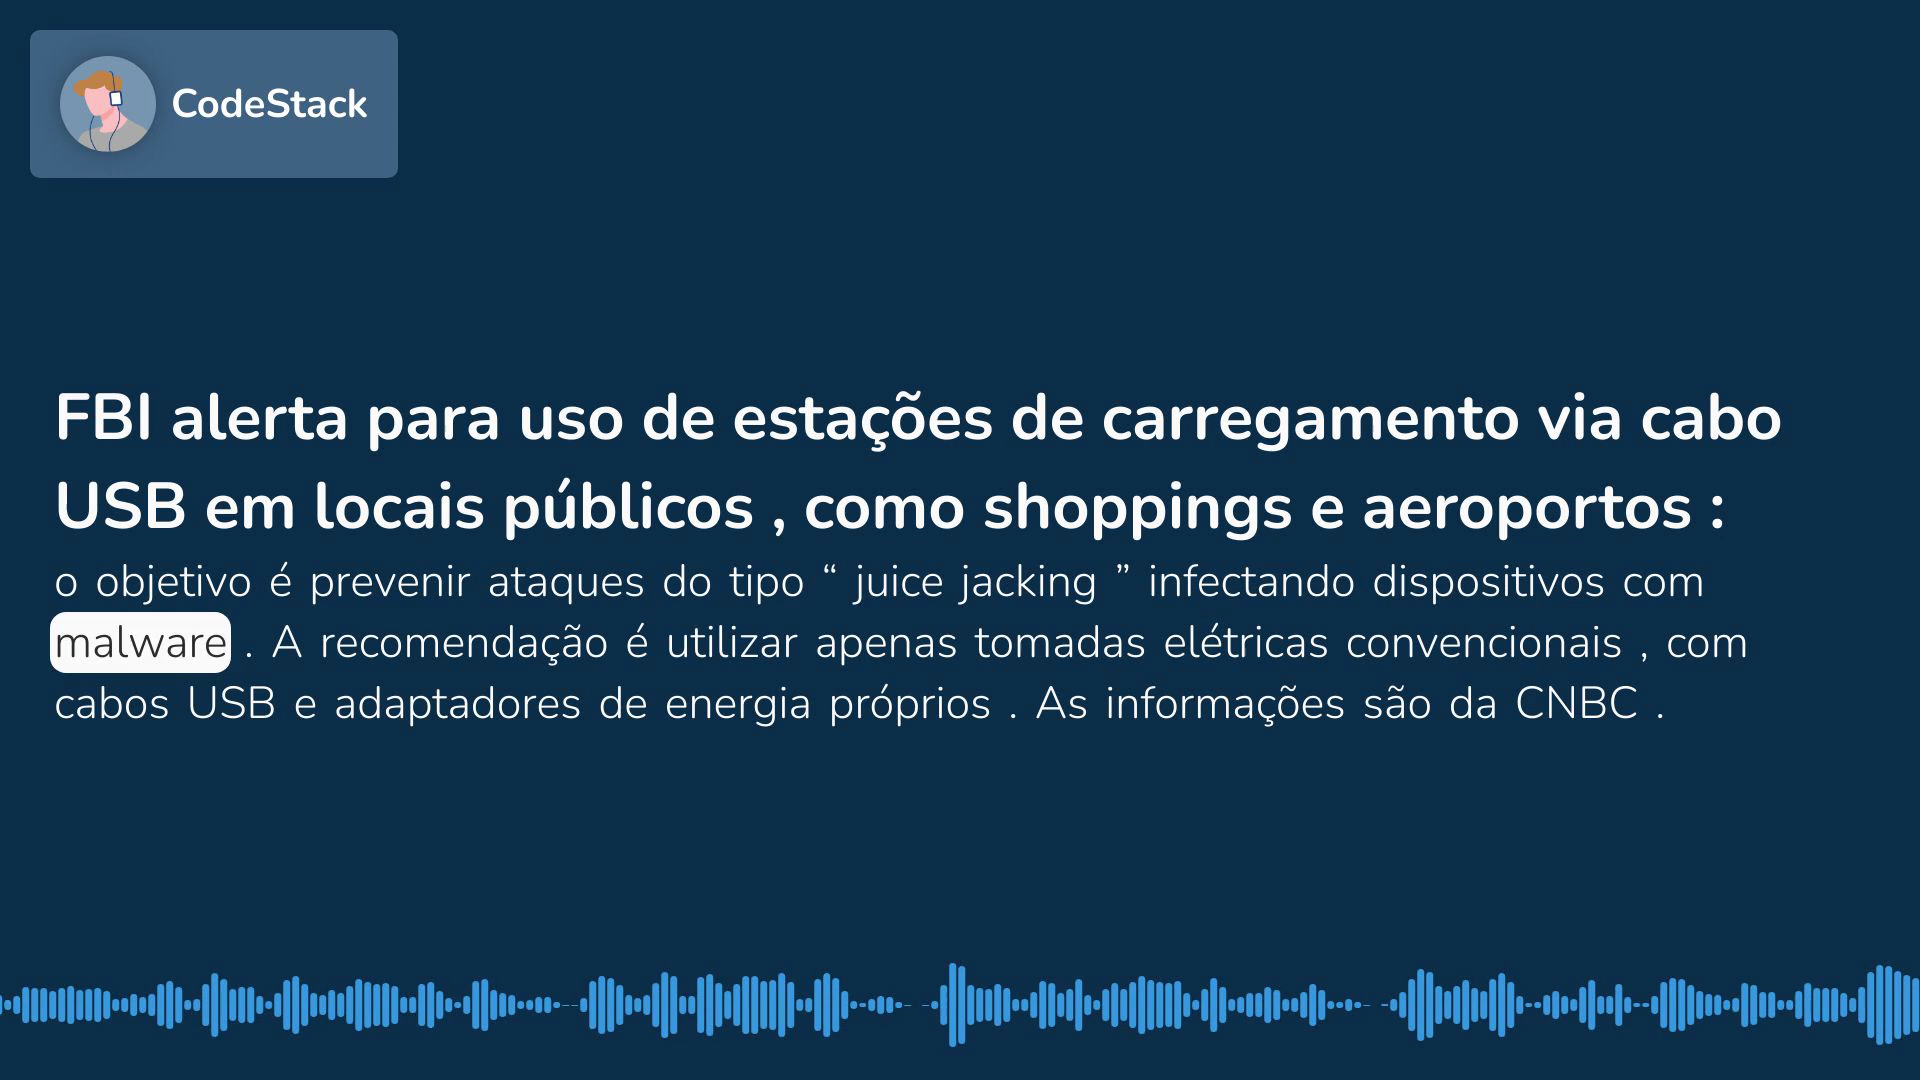 CodeStack
FBI alerta para uso de estações de carregamento via cabo
USB em locais públicos , como shoppings e aeroportos :
o objetivo é prevenir ataques do tipo “ juice jacking ” infectando dispositivos com
malware . A recomendação é utilizar apenas tomadas elétricas convencionais , com
cabos USB e adaptadores de energia próprios . As informações são da CNBC .